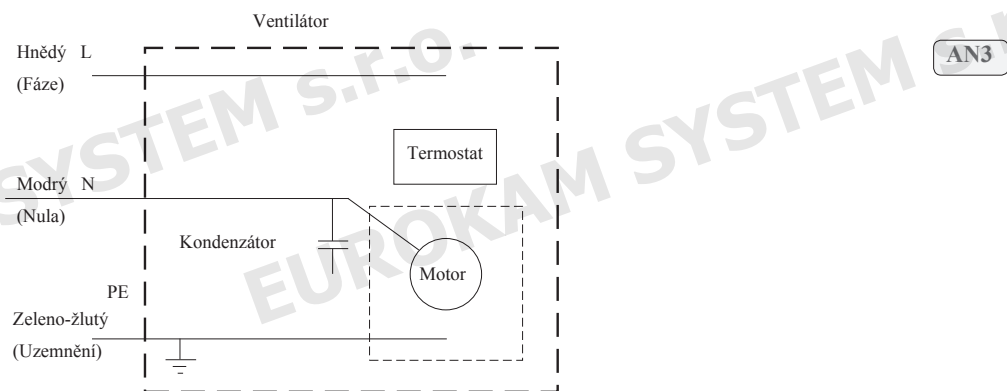 Ventilátor
Hnědý L
(Fáze)
AN3
Termostat
Modrý N
(Nula)
Kondenzátor
Motor
PE
Zeleno-žlutý
(Uzemnění)
SYSTEM s.r.o.
EUROKAM SYSTEM s.r